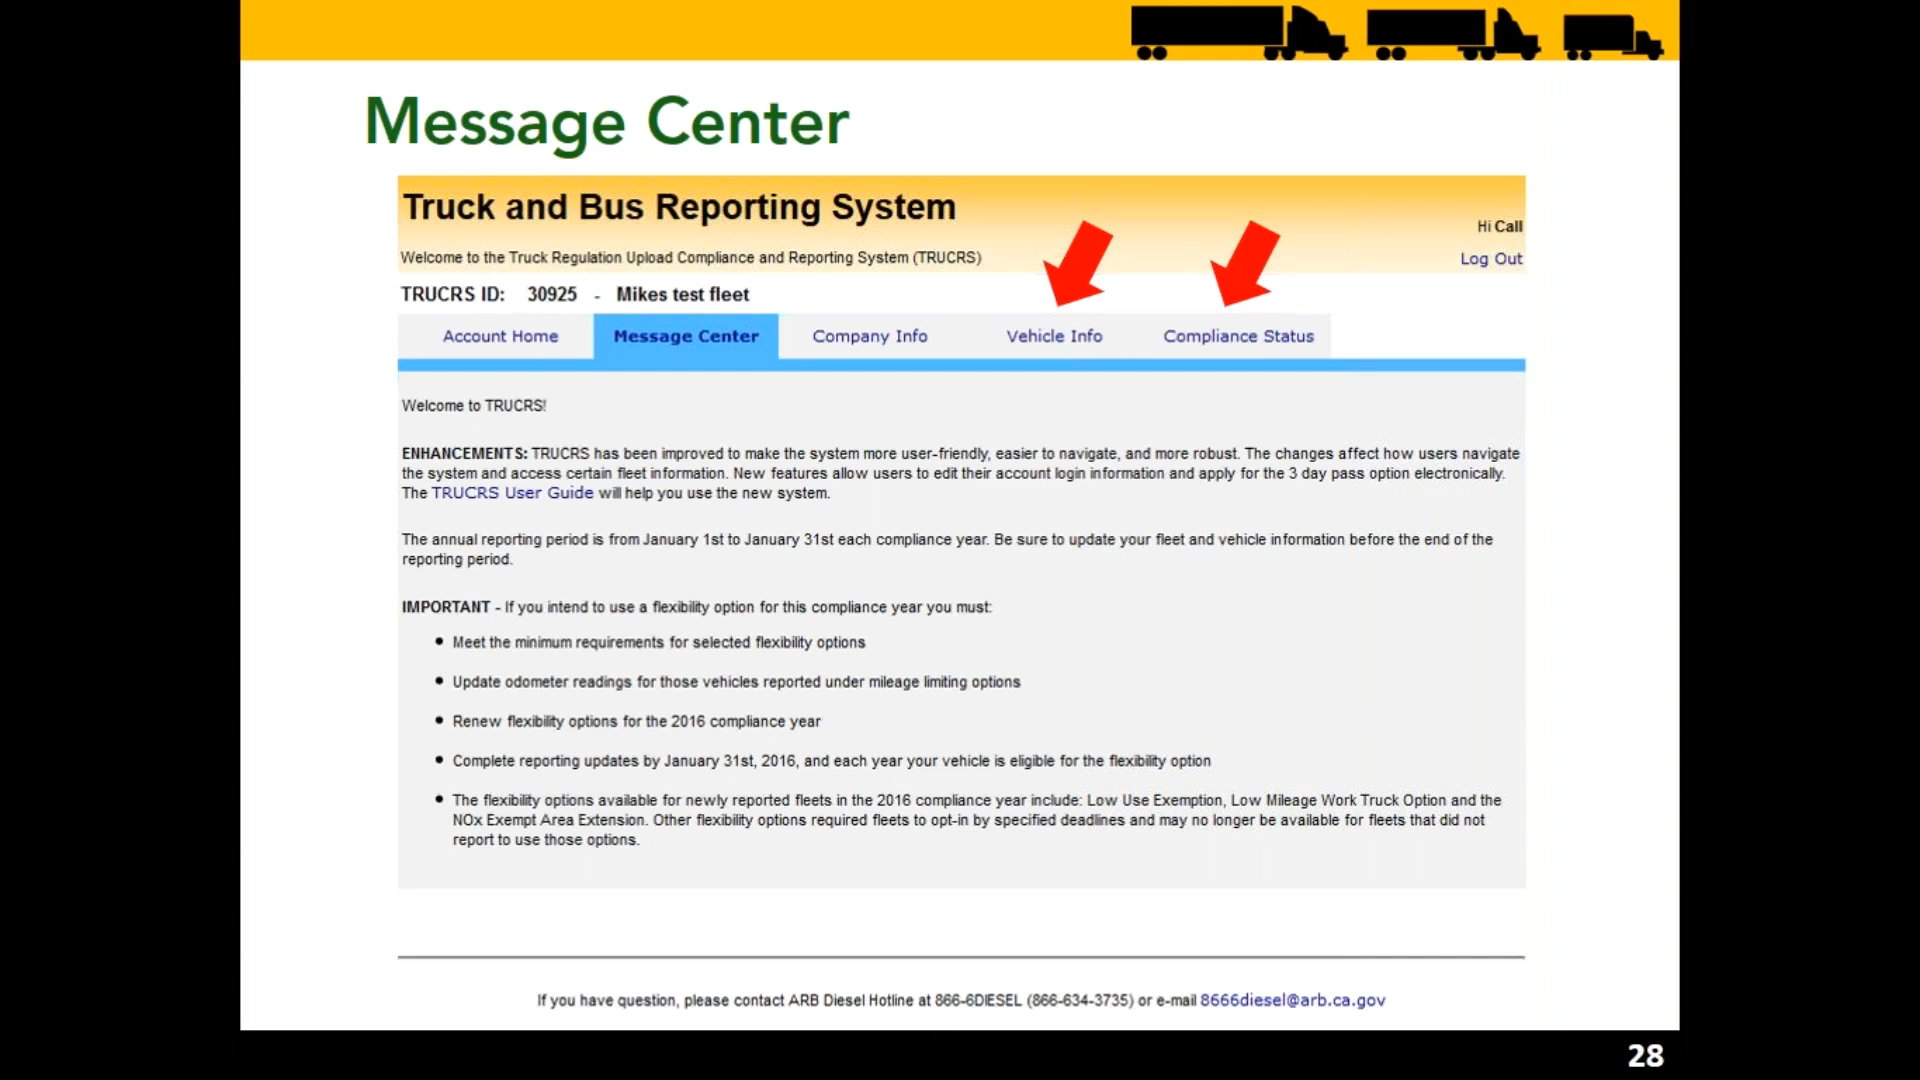 Message Center
Truck and Bus Reporting System
Hi Call
Welcome to the Truck Regulation Upload Compliance and Reporting System (TRUCRS)
Log Out
TRUCRS ID: 30925 - Mikes test fleet
Account Home Message Center Company Info Vehicle Info Compliance Status
Welcome to TRUCRS!
ENHANCEMENTS: TRUCRS has been improved to make the system more user-friendly, easier to navigate, and more robust. The changes affect how users navigate
the system and access certain fleet information. New features allow users to edit their account login information and apply for the 3 day pass option electronically.
The TRUCRS User Guide will help you use the new system.
The annual reporting period is from January 1st to January 31st each compliance year. Be sure to update your fleet and vehicle information before the end of the
reporting period.
IMPORTANT - If you intend to use a flexibility option for this compliance year you must:
• Meet the minimum requirements for selected flexibility options
• Update odometer readings for those vehicles reported under mileage limiting options
• Renew flexibility options for the 2016 compliance year
• Complete reporting updates by January 31st, 2016, and each year your vehicle is eligible for the flexibility option
• The flexibility options available for newly reported fleets in the 2016 compliance year include: Low Use Exemption, Low Mileage Work Truck Option and the
NOx Exempt Area Extension. Other flexibility options required fleets to opt-in by specified deadlines and may no longer be available for fleets that did not
report to use those options.
If you have question, please contact ARB Diesel Hotline at 866-6DIESEL (866-634-3735) or e-mail 8666diesel@arb.ca.gov
28